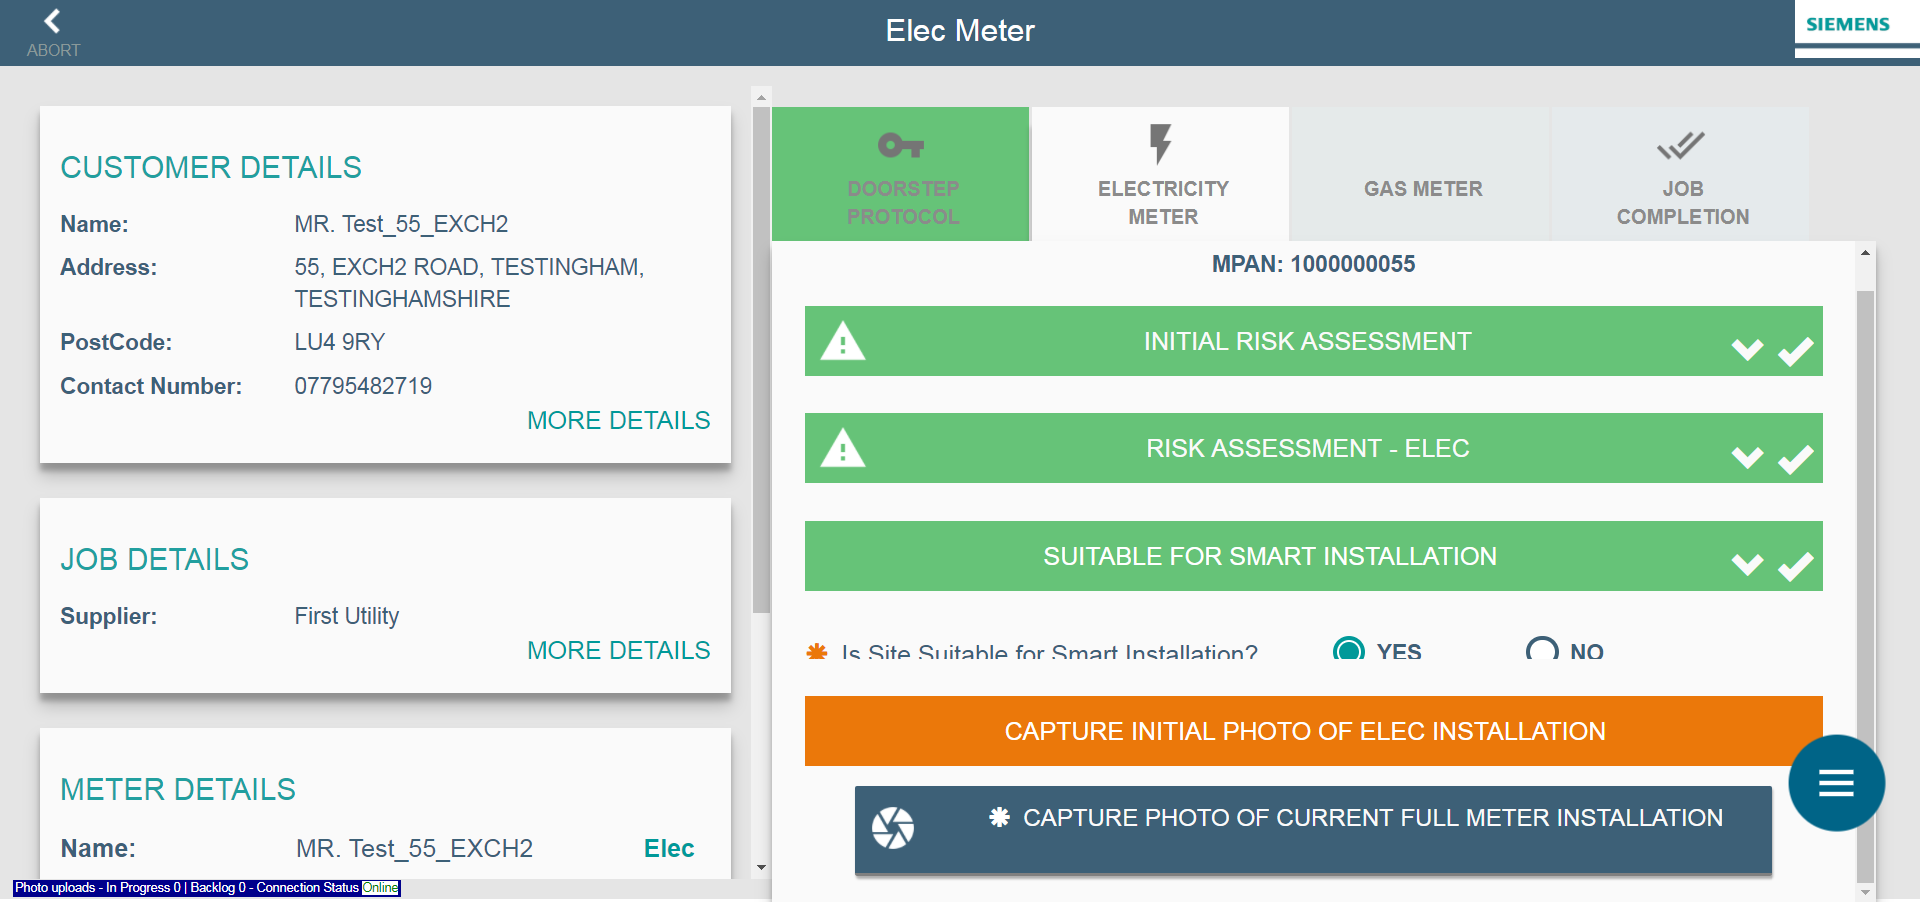 ABORT
Elec Meter
SIEMENS
CUSTOMER DETAILS
Name: MR. Test_55_EXCH2
Address: 55, EXCH2 ROAD, TESTINGHAM,
TESTINGHAMSHIRE
PostCode: LU4 9RY
Contact Number: 07795482719
MORE DETAILS
JOB DETAILS
Supplier: First Utility
MORE DETAILS
METER DETAILS
Name: MR. Test_55_EXCH2 Elec
Photo uploads - In Progress 0 | Backlog 0 - Connection Status Online
DOORSTEP
PROTOCOL
ELECTRICITY
METER
GAS METER
JOB
COMPLETION
MPAN: 1000000055
INITIAL RISK ASSESSMENT
RISK ASSESSMENT - ELEC
SUITABLE FOR SMART INSTALLATION
Is Site Suitable for Smart Installation? YES NO
CAPTURE INITIAL PHOTO OF ELEC INSTALLATION
CAPTURE PHOTO OF CURRENT FULL METER INSTALLATION